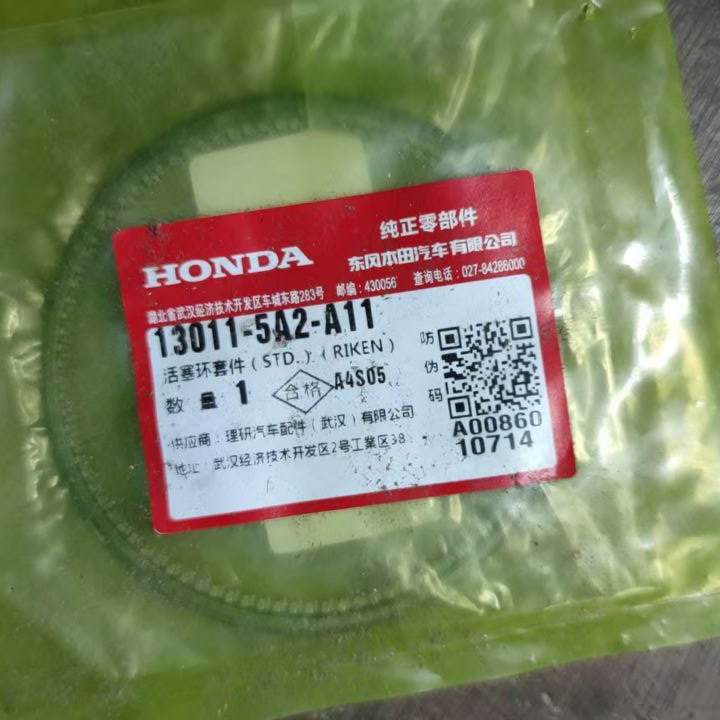 纯正零部件
HONDA 东风本田汽车有限公司
湖北省武汉经济技术开发区车城东路283号 邮编：430056 查询电话：027-84286000
13011-5A2-A11
活塞环套件（STD.）（RIKEN）
数量 1 合格 A4S05
防伪码
A00860
10714
供应商：理研汽车配件（武汉）有限公司
地址：武汉经济技术开发区2号工業区38